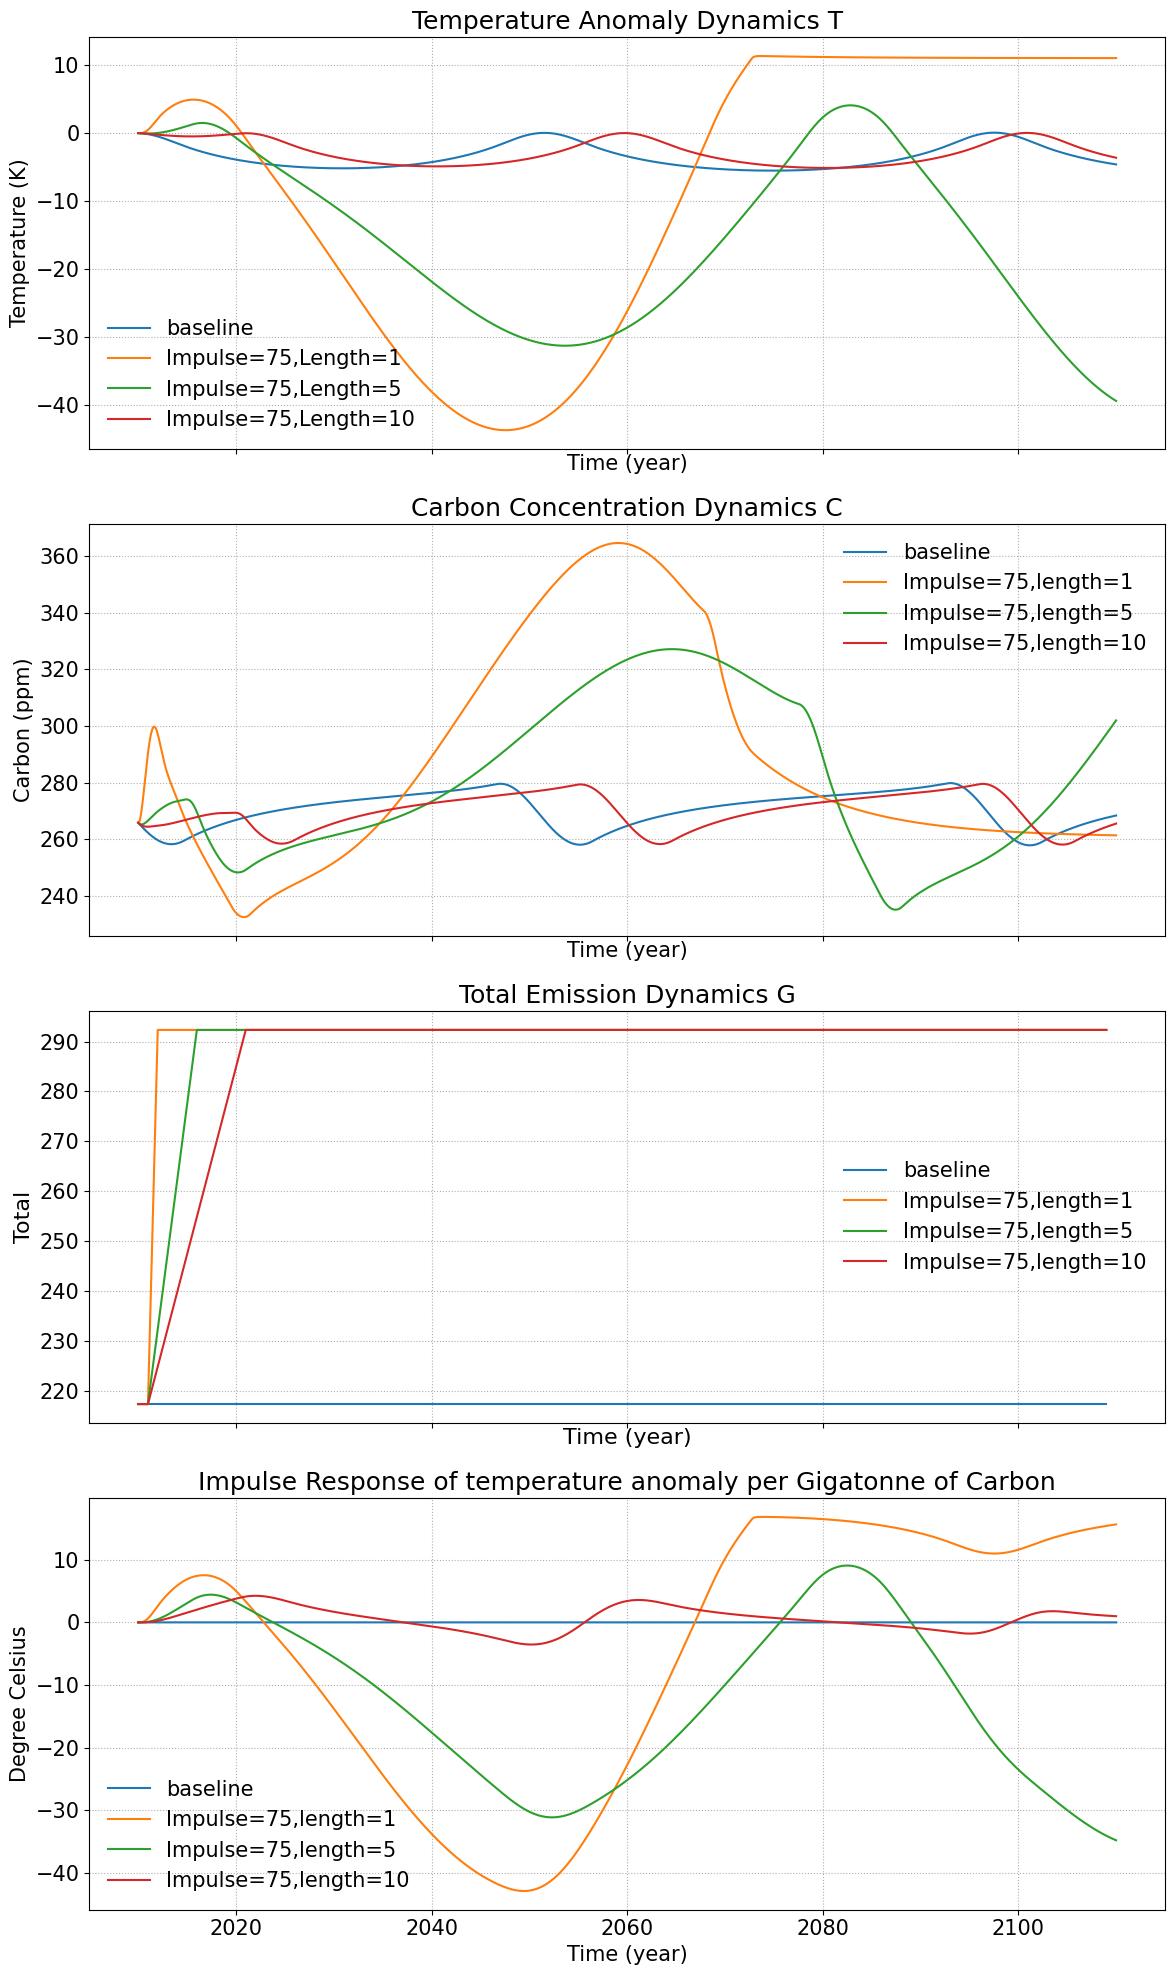 Temperature Anomaly Dynamics T
10
0
−10
−20
−30
−40
Temperature (K)
baseline
Impulse=75,Length=1
Impulse=75,Length=5
Impulse=75,Length=10
Time (year)
Carbon Concentration Dynamics C
360
340
320
300
280
260
240
Carbon (ppm)
baseline
Impulse=75,length=1
Impulse=75,length=5
Impulse=75,length=10
Time (year)
Total Emission Dynamics G
290
280
270
260
250
240
230
220
Total
baseline
Impulse=75,length=1
Impulse=75,length=5
Impulse=75,length=10
Time (year)
Impulse Response of temperature anomaly per Gigatonne of Carbon
10
0
−10
−20
−30
−40
Degree Celsius
baseline
Impulse=75,length=1
Impulse=75,length=5
Impulse=75,length=10
2020 2040 2060 2080 2100
Time (year)